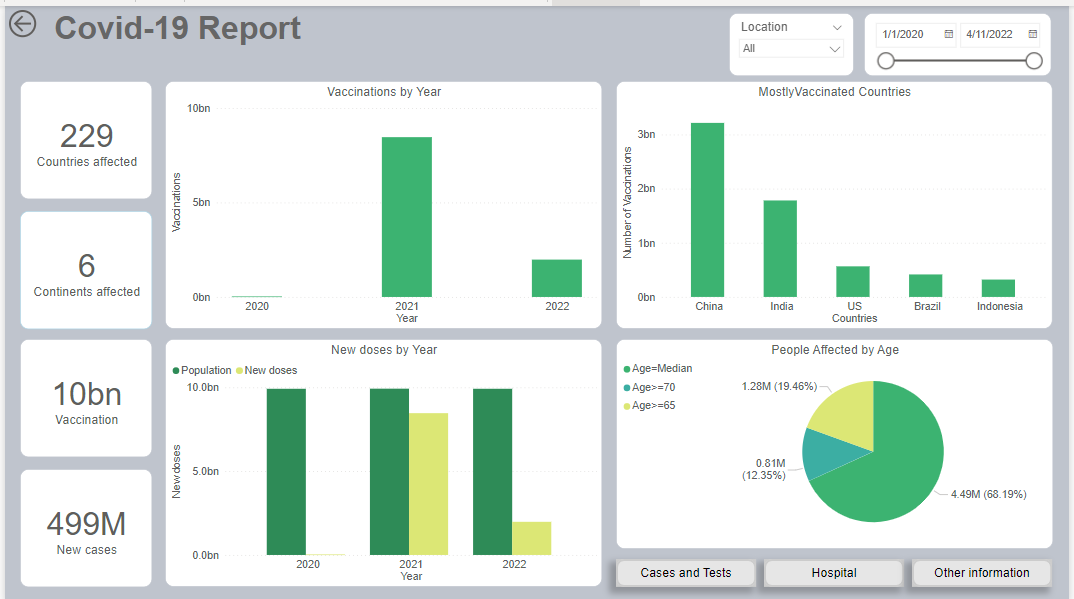 Covid-19 Report
Location
All
1/1/2020
4/11/2022
229
Countries affected
6
Continents affected
10bn
Vaccination
499M
New cases
Vaccinations by Year
Vaccinations
10bn
5bn
0bn
2020
2021
2022
Year
MostlyVaccinated Countries
Number of Vaccinations
3bn
2bn
1bn
0bn
China
India
US
Brazil
Indonesia
Countries
New doses by Year
Population
New doses
New doses
10.0bn
5.0bn
0.0bn
2020
2021
2022
Year
People Affected by Age
Age=Median
Age>=70
Age>=65
1.28M (19.46%)
0.81M
(12.35%)
4.49M (68.19%)
Cases and Tests
Hospital
Other information